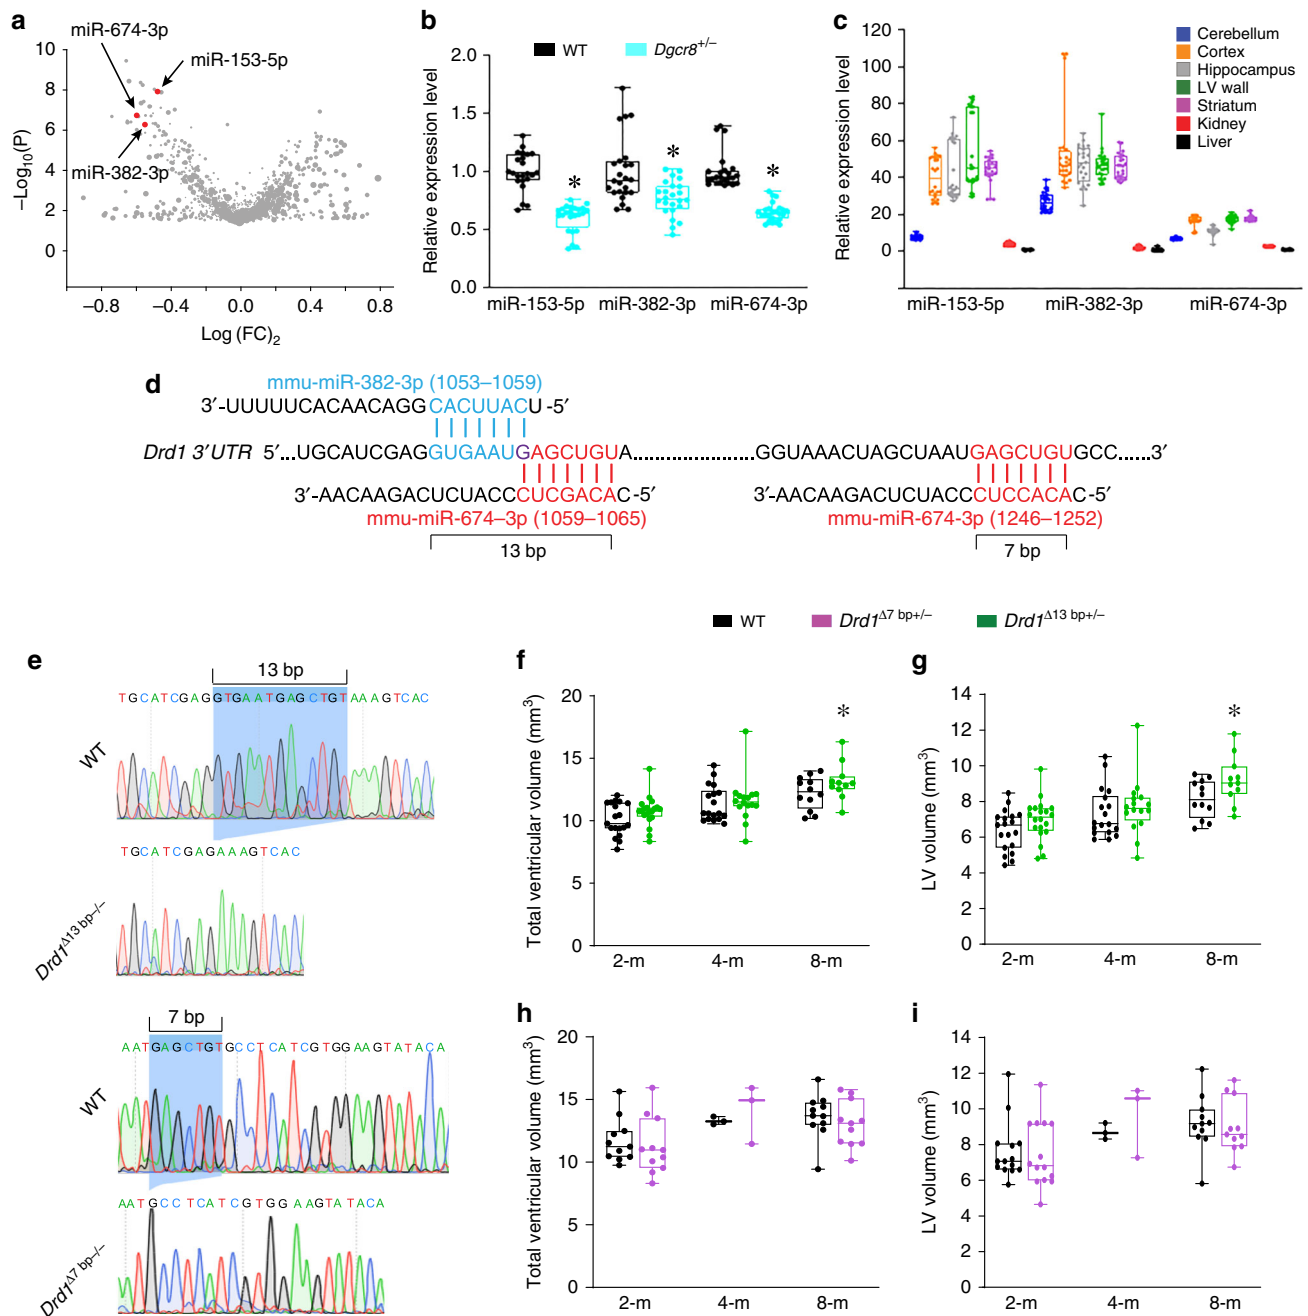 a
miR-674-3p
miR-153-5p
miR-382-3p
−Log10(P)
10
8
6
4
2
0
−0.8 −0.4 0.0 0.4 0.8
Log (FC)2
b
WT Dgcr8+/−
Relative expression level
2.0
1.5
1.0
0.5
0.0
* * *
miR-153-5p miR-382-3p miR-674-3p
c
Relative expression level
120
100
80
60
40
20
0
Cerebellum
Cortex
Hippocampus
LV wall
Striatum
Kidney
Liver
miR-153-5p miR-382-3p miR-674-3p
d
mmu-miR-382-3p (1053–1059)
3′-UUUUUCACAACAGGCACUUACU-5′
Drd1 3′UTR 5′...UGCAUCGAGGUGAAUGAGCUGUA...............GGUAAACUAGCUAAUGAGCUGUGCC......3′
3′-AACAAGACUCUACCCUCGACAC-5′ 3′-AACAAGACUCUACCCUCCACAC-5′
mmu-miR-674–3p (1059–1065) mmu-miR-674-3p (1246–1252)
13 bp 7 bp
WT Drd1Δ7 bp+/− Drd1Δ13 bp+/−
e
13 bp
TGCATCGAGGTGAATGAGCTGTAAAGTCAC
WT
TGCATCGAGAAAGTCAC
Drd1Δ13 bp−/−
7 bp
AATGAGCTGTGCCTCATCGTGGAAGTATACA
WT
AATGCCTCATCGTGGAAGTATACA
Drd1Δ7 bp−/−
f
Total ventricular volume (mm3)
20
15
10
5
0
*
2-m 4-m 8-m
g
LV volume (mm3)
14
12
10
8
6
4
2
0
*
2-m 4-m 8-m
h
Total ventricular volume (mm3)
20
15
10
5
0
2-m 4-m 8-m
i
LV volume (mm3)
14
12
10
8
6
4
2
0
2-m 4-m 8-m